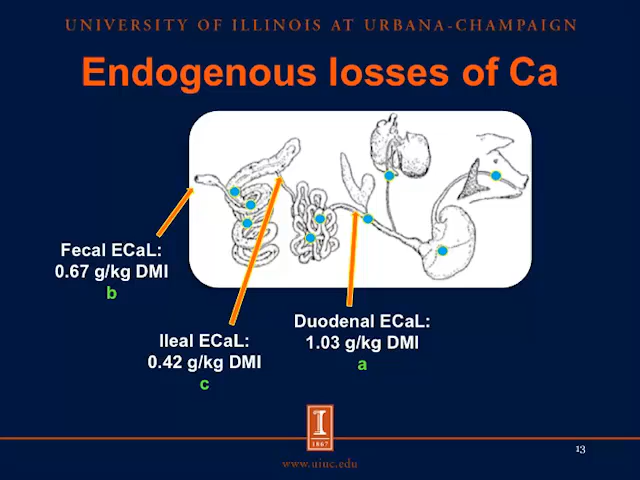 UNIVERSITY OF ILLINOIS AT URBANA-CHAMPAIGN
Endogenous losses of Ca
Fecal ECaL:
0.67 g/kg DMI
b
Ileal ECaL:
0.42 g/kg DMI
c
Duodenal ECaL:
1.03 g/kg DMI
a
I
1867
www.uiuc.edu
13